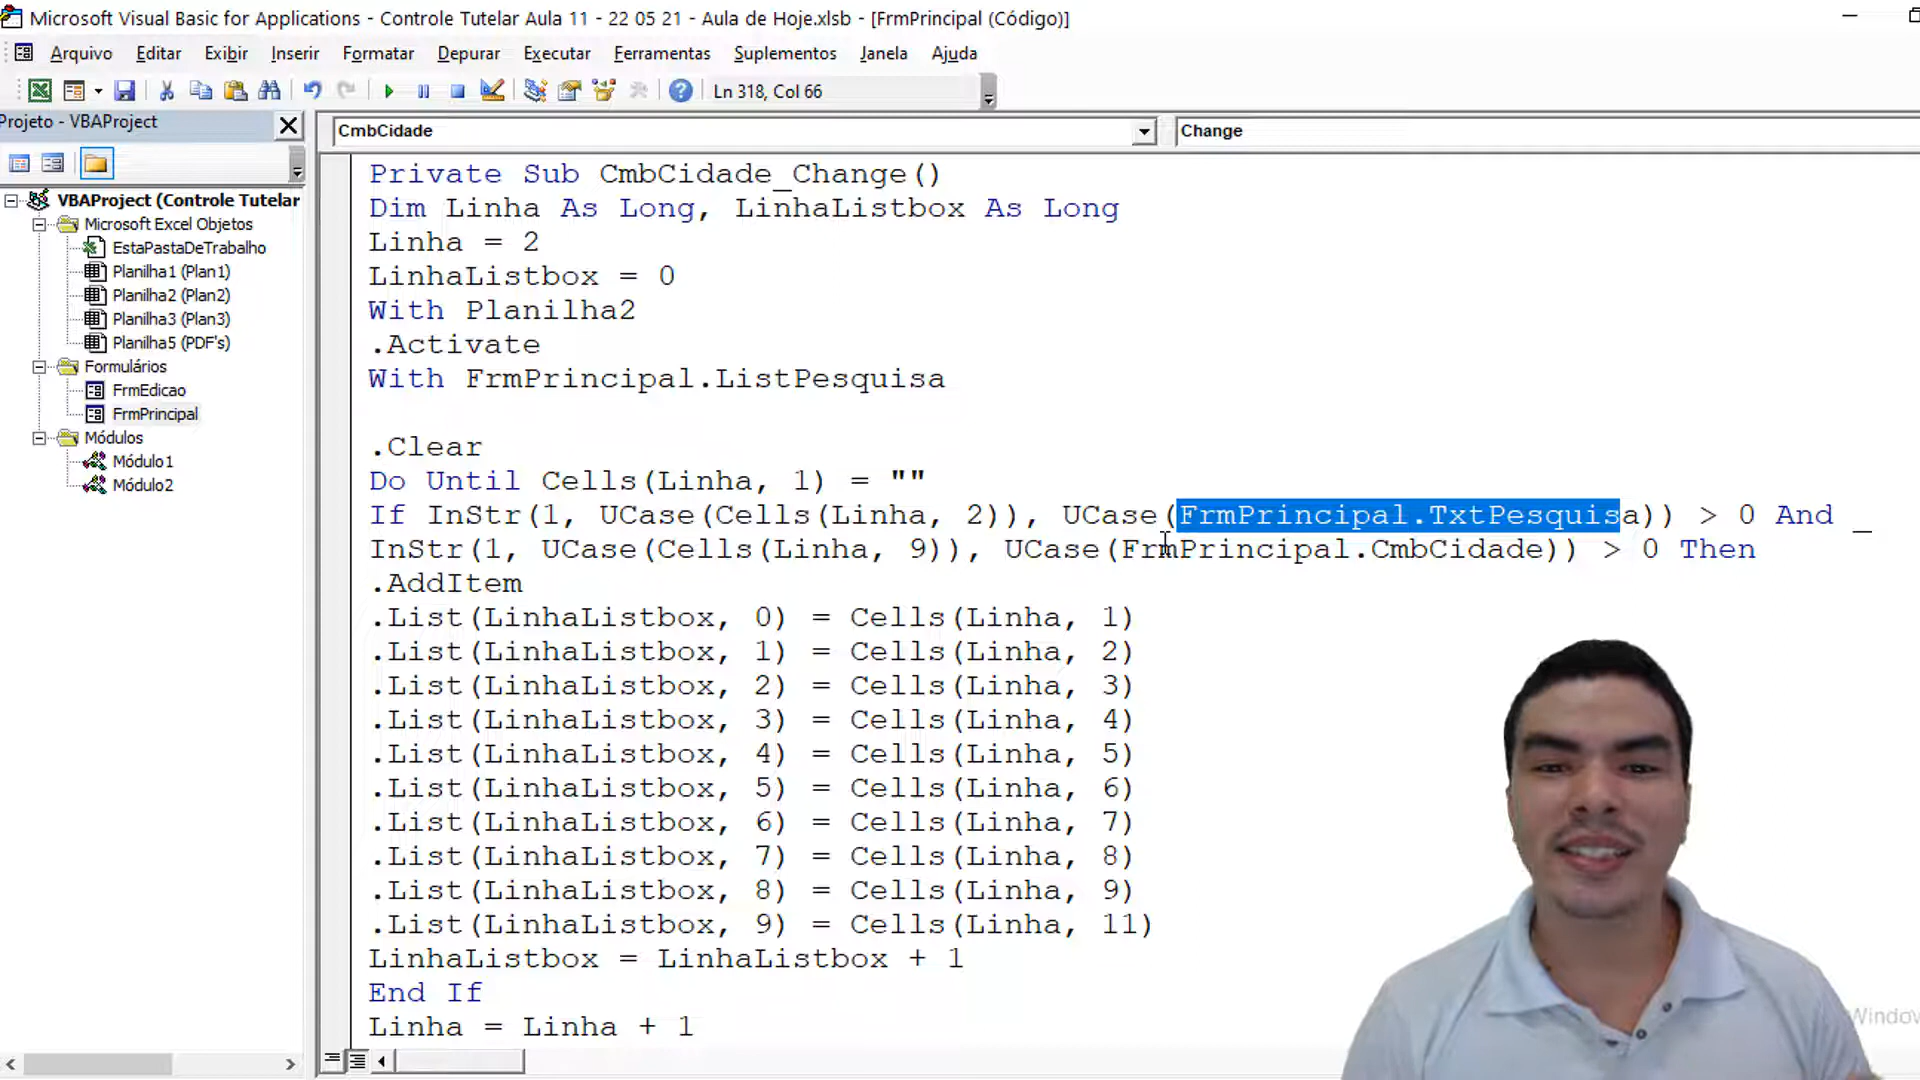 Microsoft Visual Basic for Applications - Controle Tutelar Aula 11 - 22 05 21 - Aula de Hoje.xlsb - [FrmPrincipal (Código)]
Arquivo Editar Exibir Inserir Formatar Depurar Executar Ferramentas Suplementos Janela Ajuda
Ln 318, Col 66
Projeto - VBAProject
CmbCidade Change
VBAProject (Controle Tutelar
Microsoft Excel Objetos
EstaPastaDeTrabalho
Planilha1 (Plan1)
Planilha2 (Plan2)
Planilha3 (Plan3)
Planilha5 (PDF's)
Formulários
FrmEdicao
FrmPrincipal
Módulos
Módulo1
Módulo2
Private Sub CmbCidade_Change()
Dim Linha As Long, LinhaListbox As Long
Linha = 2
LinhaListbox = 0
With Planilha2
.Activate
With FrmPrincipal.ListPesquisa
.Clear
Do Until Cells(Linha, 1) = ""
If InStr(1, UCase(Cells(Linha, 2)), UCase(FrmPrincipal.TxtPesquisa)) > 0 And _
InStr(1, UCase(Cells(Linha, 9)), UCase(FrmPrincipal.CmbCidade)) > 0 Then
.AddItem
.List(LinhaListbox, 0) = Cells(Linha, 1)
.List(LinhaListbox, 1) = Cells(Linha, 2)
.List(LinhaListbox, 2) = Cells(Linha, 3)
.List(LinhaListbox, 3) = Cells(Linha, 4)
.List(LinhaListbox, 4) = Cells(Linha, 5)
.List(LinhaListbox, 5) = Cells(Linha, 6)
.List(LinhaListbox, 6) = Cells(Linha, 7)
.List(LinhaListbox, 7) = Cells(Linha, 8)
.List(LinhaListbox, 8) = Cells(Linha, 9)
.List(LinhaListbox, 9) = Cells(Linha, 11)
LinhaListbox = LinhaListbox + 1
End If
Linha = Linha + 1
Window